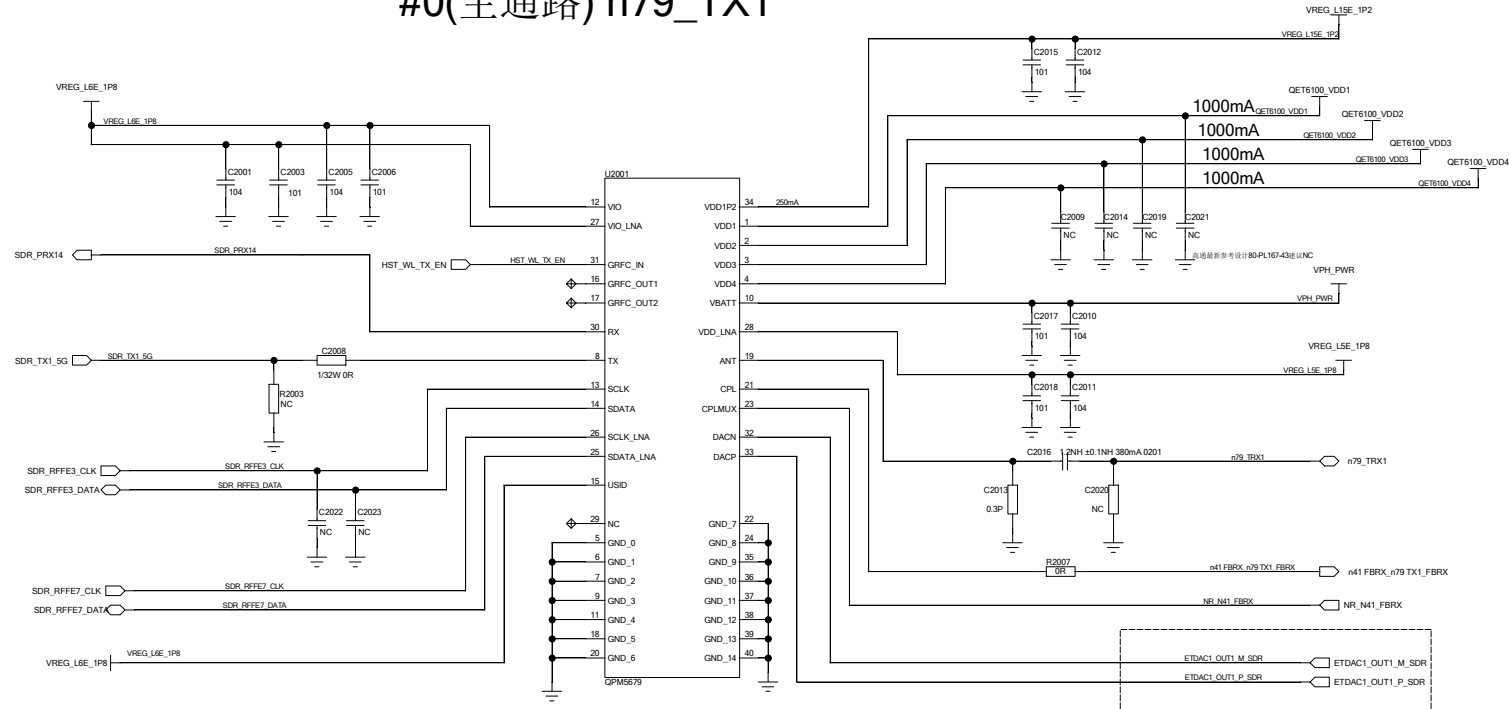 #0(主通路) n79_TX1
VREG_L15E_1P2
VREG_L15E_1P2
C2015
101
C2012
104
VREG_L6E_1P8
VREG_L6E_1P8
C2001
104
C2003
101
C2005
104
C2006
101
QET6100_VDD1
1000mA
QET6100_VDD1
QET6100_VDD2
1000mA
QET6100_VDD2
QET6100_VDD3
1000mA
QET6100_VDD3
QET6100_VDD4
1000mA
QET6100_VDD4
C2009
NC
C2014
NC
C2019
NC
C2021
NC
高通最新参考设计80-PL167-43建议NC
U2001
12 VIO
27 VIO_LNA
31 GRFC_IN
16 GRFC_OUT1
17 GRFC_OUT2
30 RX
8 TX
13 SCLK
14 SDATA
26 SCLK_LNA
25 SDATA_LNA
15 USID
29 NC
5 GND_0
6 GND_1
7 GND_2
9 GND_3
11 GND_4
18 GND_5
20 GND_6
VDD1P2 34 250mA
VDD1 1
VDD2 2
VDD3 3
VDD4 4
VBATT 10
VDD_LNA 28
ANT 19
CPL 21
CPLMUX 23
DACN 32
DACP 33
GND_7 22
GND_8 24
GND_9 35
GND_10 36
GND_11 37
GND_12 38
GND_13 39
GND_14 40
QPM5679
SDR_PRX14
SDR_PRX14
HST_WL_TX_EN
HST_WL_TX_EN
SDR_TX1_5G
SDR_TX1_5G
C2008
1/32W 0R
R2003
NC
SDR_RFFE3_CLK
SDR_RFFE3_CLK
SDR_RFFE3_DATA
SDR_RFFE3_DATA
C2022
NC
C2023
NC
SDR_RFFE7_CLK
SDR_RFFE7_CLK
SDR_RFFE7_DATA
SDR_RFFE7_DATA
VREG_L6E_1P8
VREG_L6E_1P8
VPH_PWR
VPH_PWR
C2017
101
C2010
104
VREG_L5E_1P8
VREG_L5E_1P8
C2018
101
C2011
104
C2016 1.2NH ±0.1NH 380mA 0201
n79_TRX1
n79_TRX1
C2013
0.3P
C2020
NC
R2007
0R
n41 FBRX_n79 TX1_FBRX
n41 FBRX_n79 TX1_FBRX
NR_N41_FBRX
NR_N41_FBRX
ETDAC1_OUT1_M_SDR
ETDAC1_OUT1_M_SDR
ETDAC1_OUT1_P_SDR
ETDAC1_OUT1_P_SDR